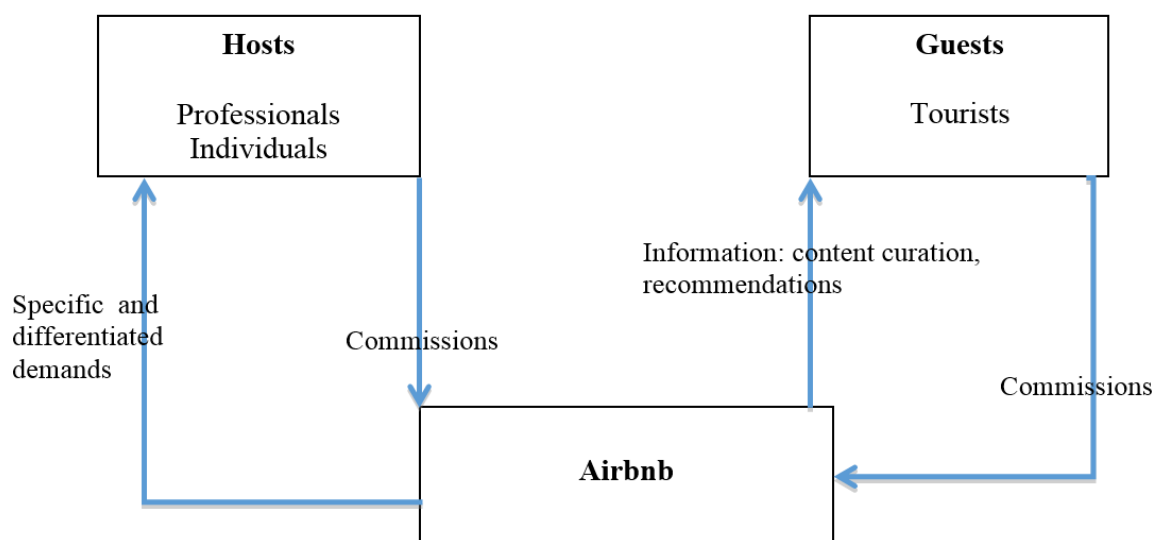 Hosts
Professionals
Individuals
Guests
Tourists
Specific and
differentiated
demands
Commissions
Information: content curation,
recommendations
Commissions
Airbnb